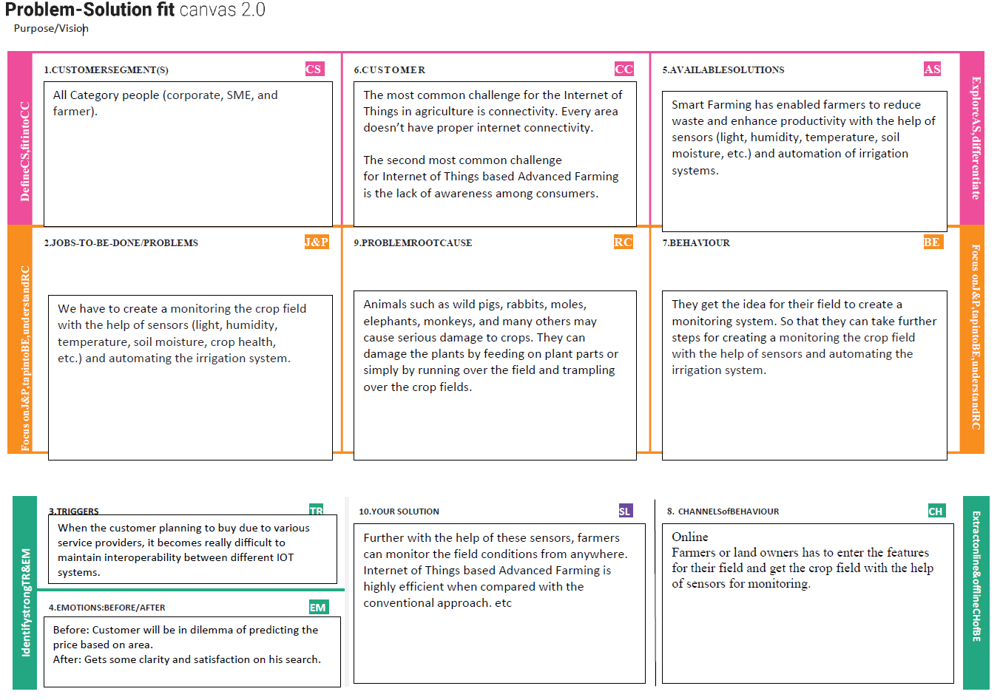 Problem-Solution fit canvas 2.0
Purpose/Vision
DefineCS,fitintoCC
1.CUSTOMERSEGMENT(S)
CS
All Category people (corporate, SME, and
farmer).
6.CUSTOMER
CC
The most common challenge for the Internet of
Things in agriculture is connectivity. Every area
doesn’t have proper internet connectivity.
The second most common challenge
for Internet of Things based Advanced Farming
is the lack of awareness among consumers.
5.AVAILABLESOLUTIONS
AS
Smart Farming has enabled farmers to reduce
waste and enhance productivity with the help of
sensors (light, humidity, temperature, soil
moisture, etc.) and automation of irrigation
systems.
ExploreAS,differentiate
Focus onJ&P,tapintoBE,understandRC
2.JOBS-TO-BE-DONE/PROBLEMS
J&P
We have to create a monitoring the crop field
with the help of sensors (light, humidity,
temperature, soil moisture, crop health,
etc.) and automating the irrigation system.
9.PROBLEMROOTCAUSE
RC
Animals such as wild pigs, rabbits, moles,
elephants, monkeys, and many others may
cause serious damage to crops. They can
damage the plants by feeding on plant parts or
simply by running over the field and trampling
over the crop fields.
7.BEHAVIOUR
BE
They get the idea for their field to create a
monitoring system. So that they can take further
steps for creating a monitoring the crop field
with the help of sensors and automating the
irrigation system.
Focus onJ&P,tapintoBE,understandRC
IdentifystrongTR&EM
3.TRIGGERS
TR
When the customer planning to buy due to various
service providers, it becomes really difficult to
maintain interoperability between different IOT
systems.
4.EMOTIONS:BEFORE/AFTER
EM
Before: Customer will be in dilemma of predicting the
price based on area.
After: Gets some clarity and satisfaction on his search.
10.YOUR SOLUTION
SL
Further with the help of these sensors, farmers
can monitor the field conditions from anywhere.
Internet of Things based Advanced Farming is
highly efficient when compared with the
conventional approach. etc
8. CHANNELSofBEHAVIOUR
CH
Online
Farmers or land owners has to enter the features
for their field and get the crop field with the help
of sensors for monitoring.
Extractonline&offlineCHofBE